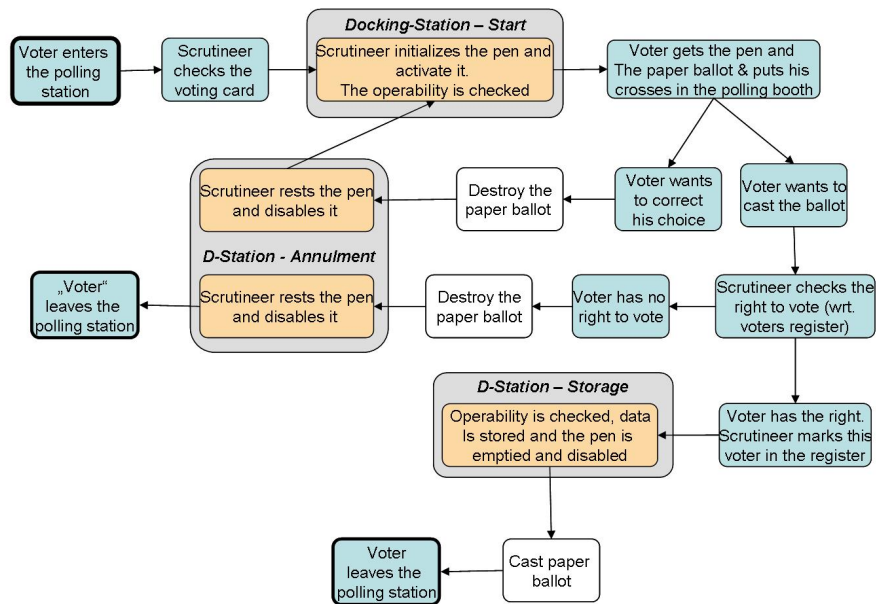 Docking-Station – Start
Voter enters
the polling
station
Scrutineer
checks the
voting card
Scrutineer initializes the pen and
activate it.
The operability is checked
Voter gets the pen and
The paper ballot & puts his
crosses in the polling booth
Scrutineer rests the pen
and disables it
Destroy the
paper ballot
Voter wants
to correct
his choice
Voter wants to
cast the ballot
D-Station - Annulment
„Voter“
leaves the
polling station
Scrutineer rests the pen
and disables it
Destroy the
paper ballot
Voter has no
right to vote
Scrutineer checks the
right to vote (wrt.
voters register)
D-Station – Storage
Operability is checked, data
Is stored and the pen is
emptied and disabled
Voter has the right.
Scrutineer marks this
voter in the register
Voter
leaves the
polling station
Cast paper
ballot